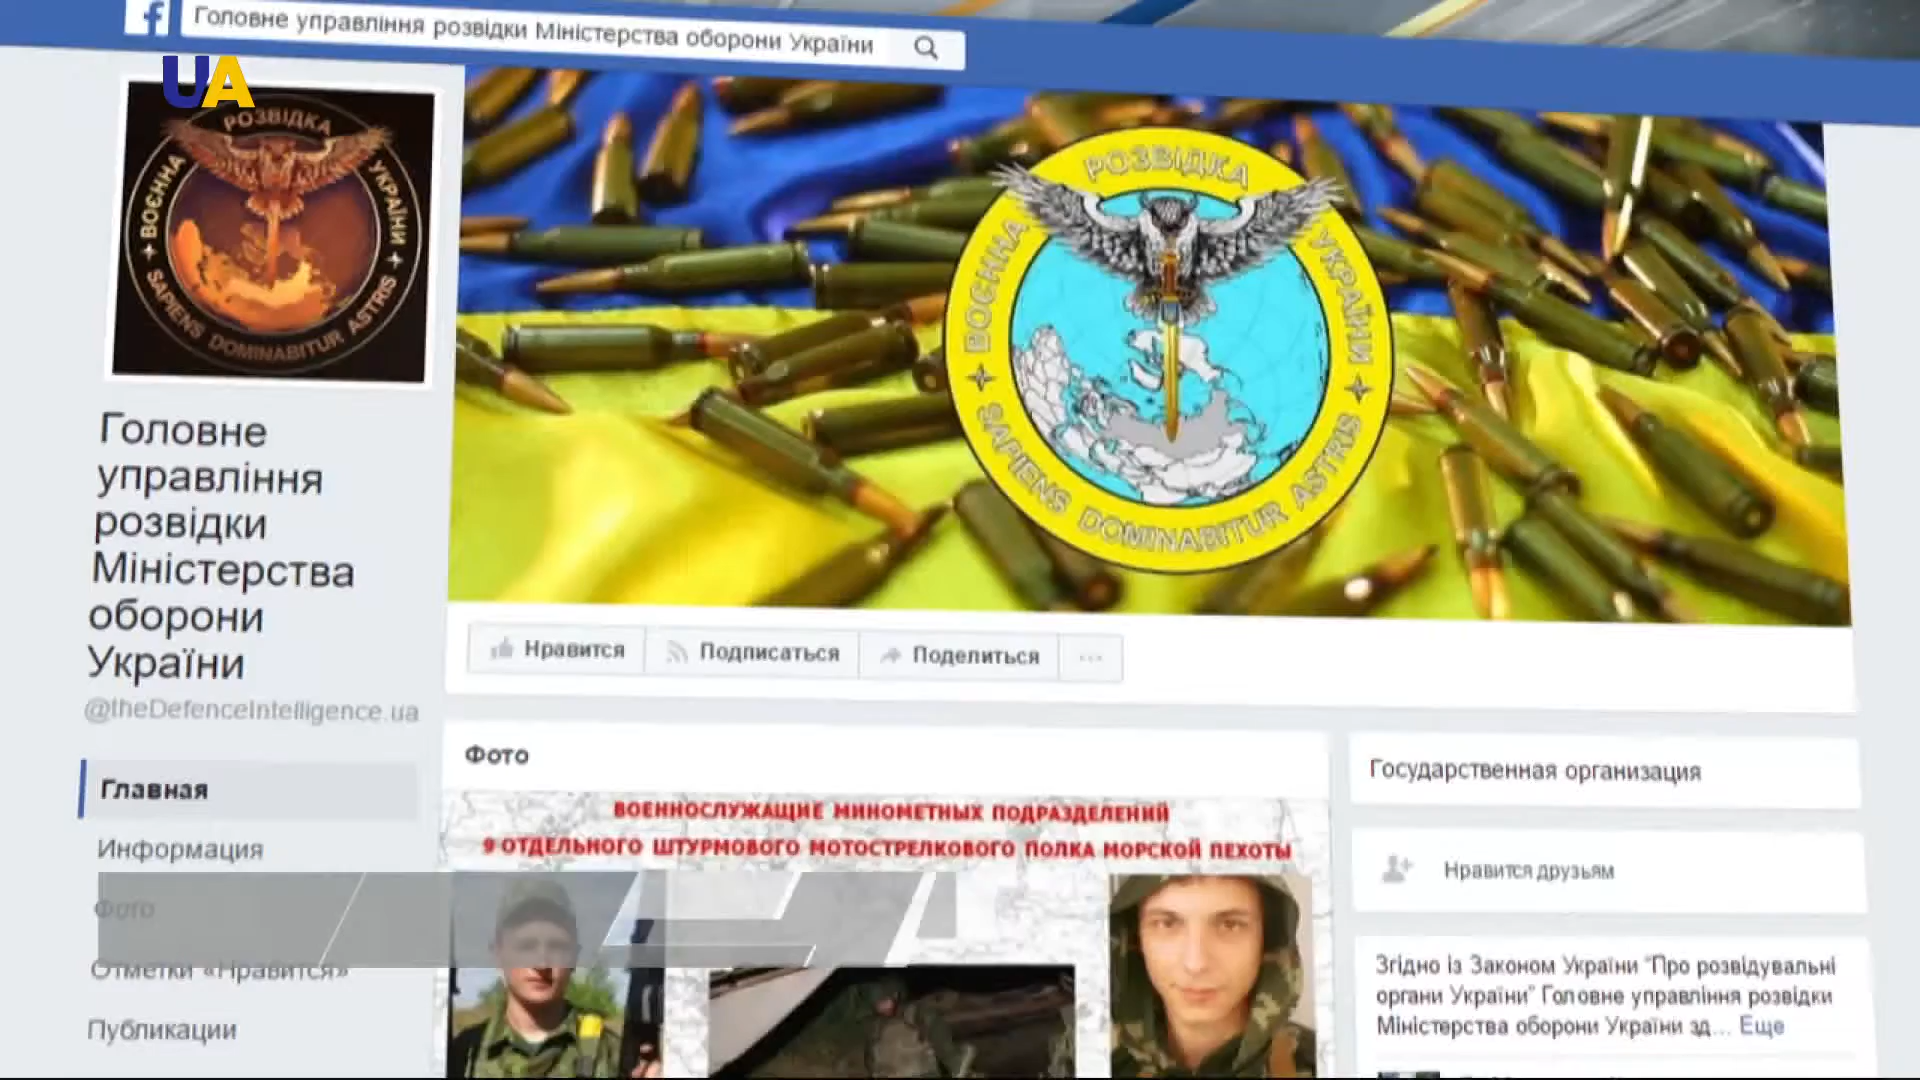 Головне управління розвідки Міністерства оборони України
UA
РОЗВІДКА
ВОЄННА
УКРАЇНИ
SAPIENS DOMINABITUR ASTRIS
РОЗВІДКА
ВОЄННА
УКРАЇНИ
SAPIENS DOMINABITUR ASTRIS
Головне
управління
розвідки
Міністерства
оборони
України
@theDefenceIntelligence.ua
Нравится
Подписаться
Поделиться
...
Главная
Информация
Фото
Отметки «Нравится»
Публикации
Фото
ВОЕННОСЛУЖАЩИЕ МИНОМЕТНЫХ ПОДРАЗДЕЛЕНИЙ
9 ОТДЕЛЬНОГО ШТУРМОВОГО МОТОСТРЕЛКОВОГО ПОЛКА МОРСКОЙ ПЕХОТЫ
Государственная организация
Нравится друзьям
Згідно із Законом України “Про розвідувальні
органи України” Головне управління розвідки
Міністерства оборони України зд... Еще